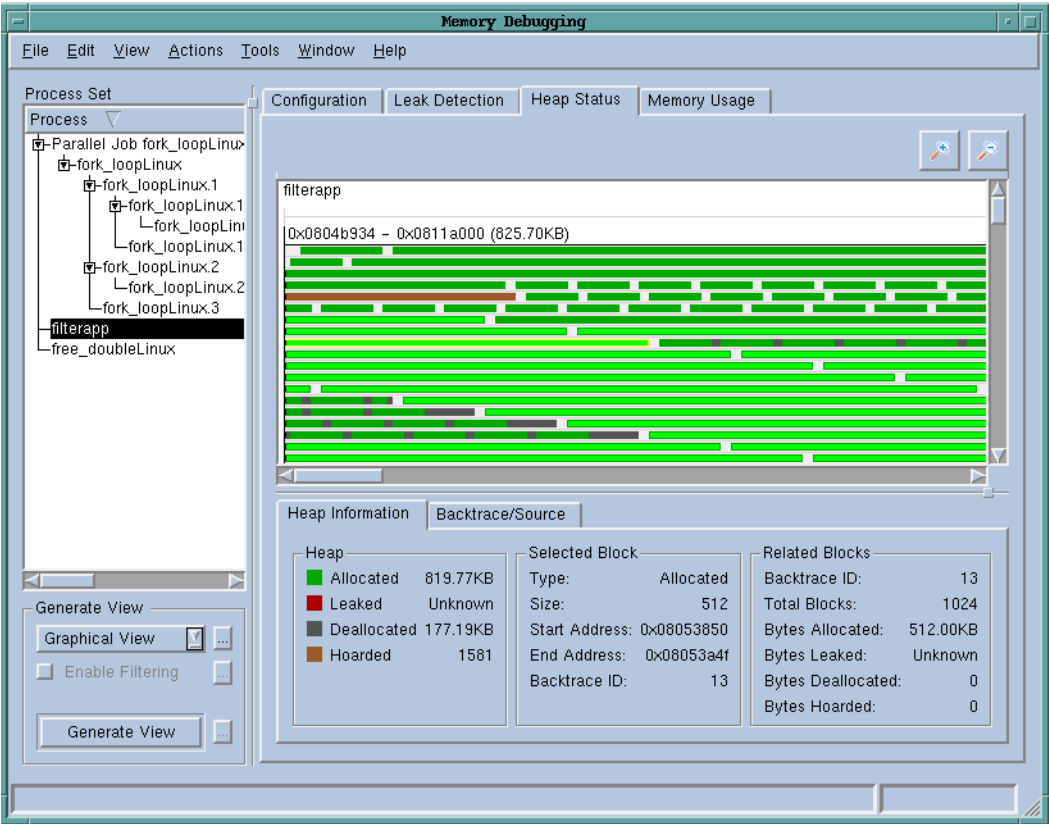 Memory Debugging
File Edit View Actions Tools Window Help
Process Set
Process
Parallel Job fork_loopLinux
fork_loopLinux
fork_loopLinux.1
fork_loopLinux.1
fork_loopLin
fork_loopLinux.1
fork_loopLinux.2
fork_loopLinux.2
fork_loopLinux.3
filterapp
free_doubleLinux
Generate View
Graphical View ...
Enable Filtering ...
Generate View ...
Configuration Leak Detection Heap Status Memory Usage
filterapp
0x0804b934 - 0x0811a000 (825.70KB)
Heap Information Backtrace/Source
Heap
Allocated 819.77KB
Leaked Unknown
Deallocated 177.19KB
Hoarded 1581
Selected Block
Type: Allocated
Size: 512
Start Address: 0x08053850
End Address: 0x08053a4f
Backtrace ID: 13
Related Blocks
Backtrace ID: 13
Total Blocks: 1024
Bytes Allocated: 512.00KB
Bytes Leaked: Unknown
Bytes Deallocated: 0
Bytes Hoarded: 0